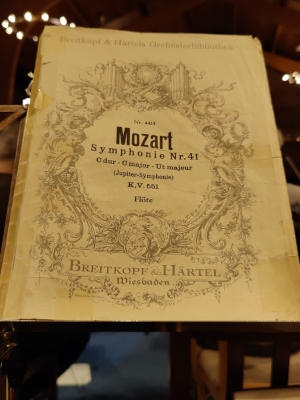 Breitkopf & Härtels Orchesterbibliothek
Mozart
Symphonie Nr. 41
C dur · C major · Ut majeur
(Jupiter-Symphonie)
K.V. 551
Flöte
BREITKOPF & HÄRTEL
Wiesbaden